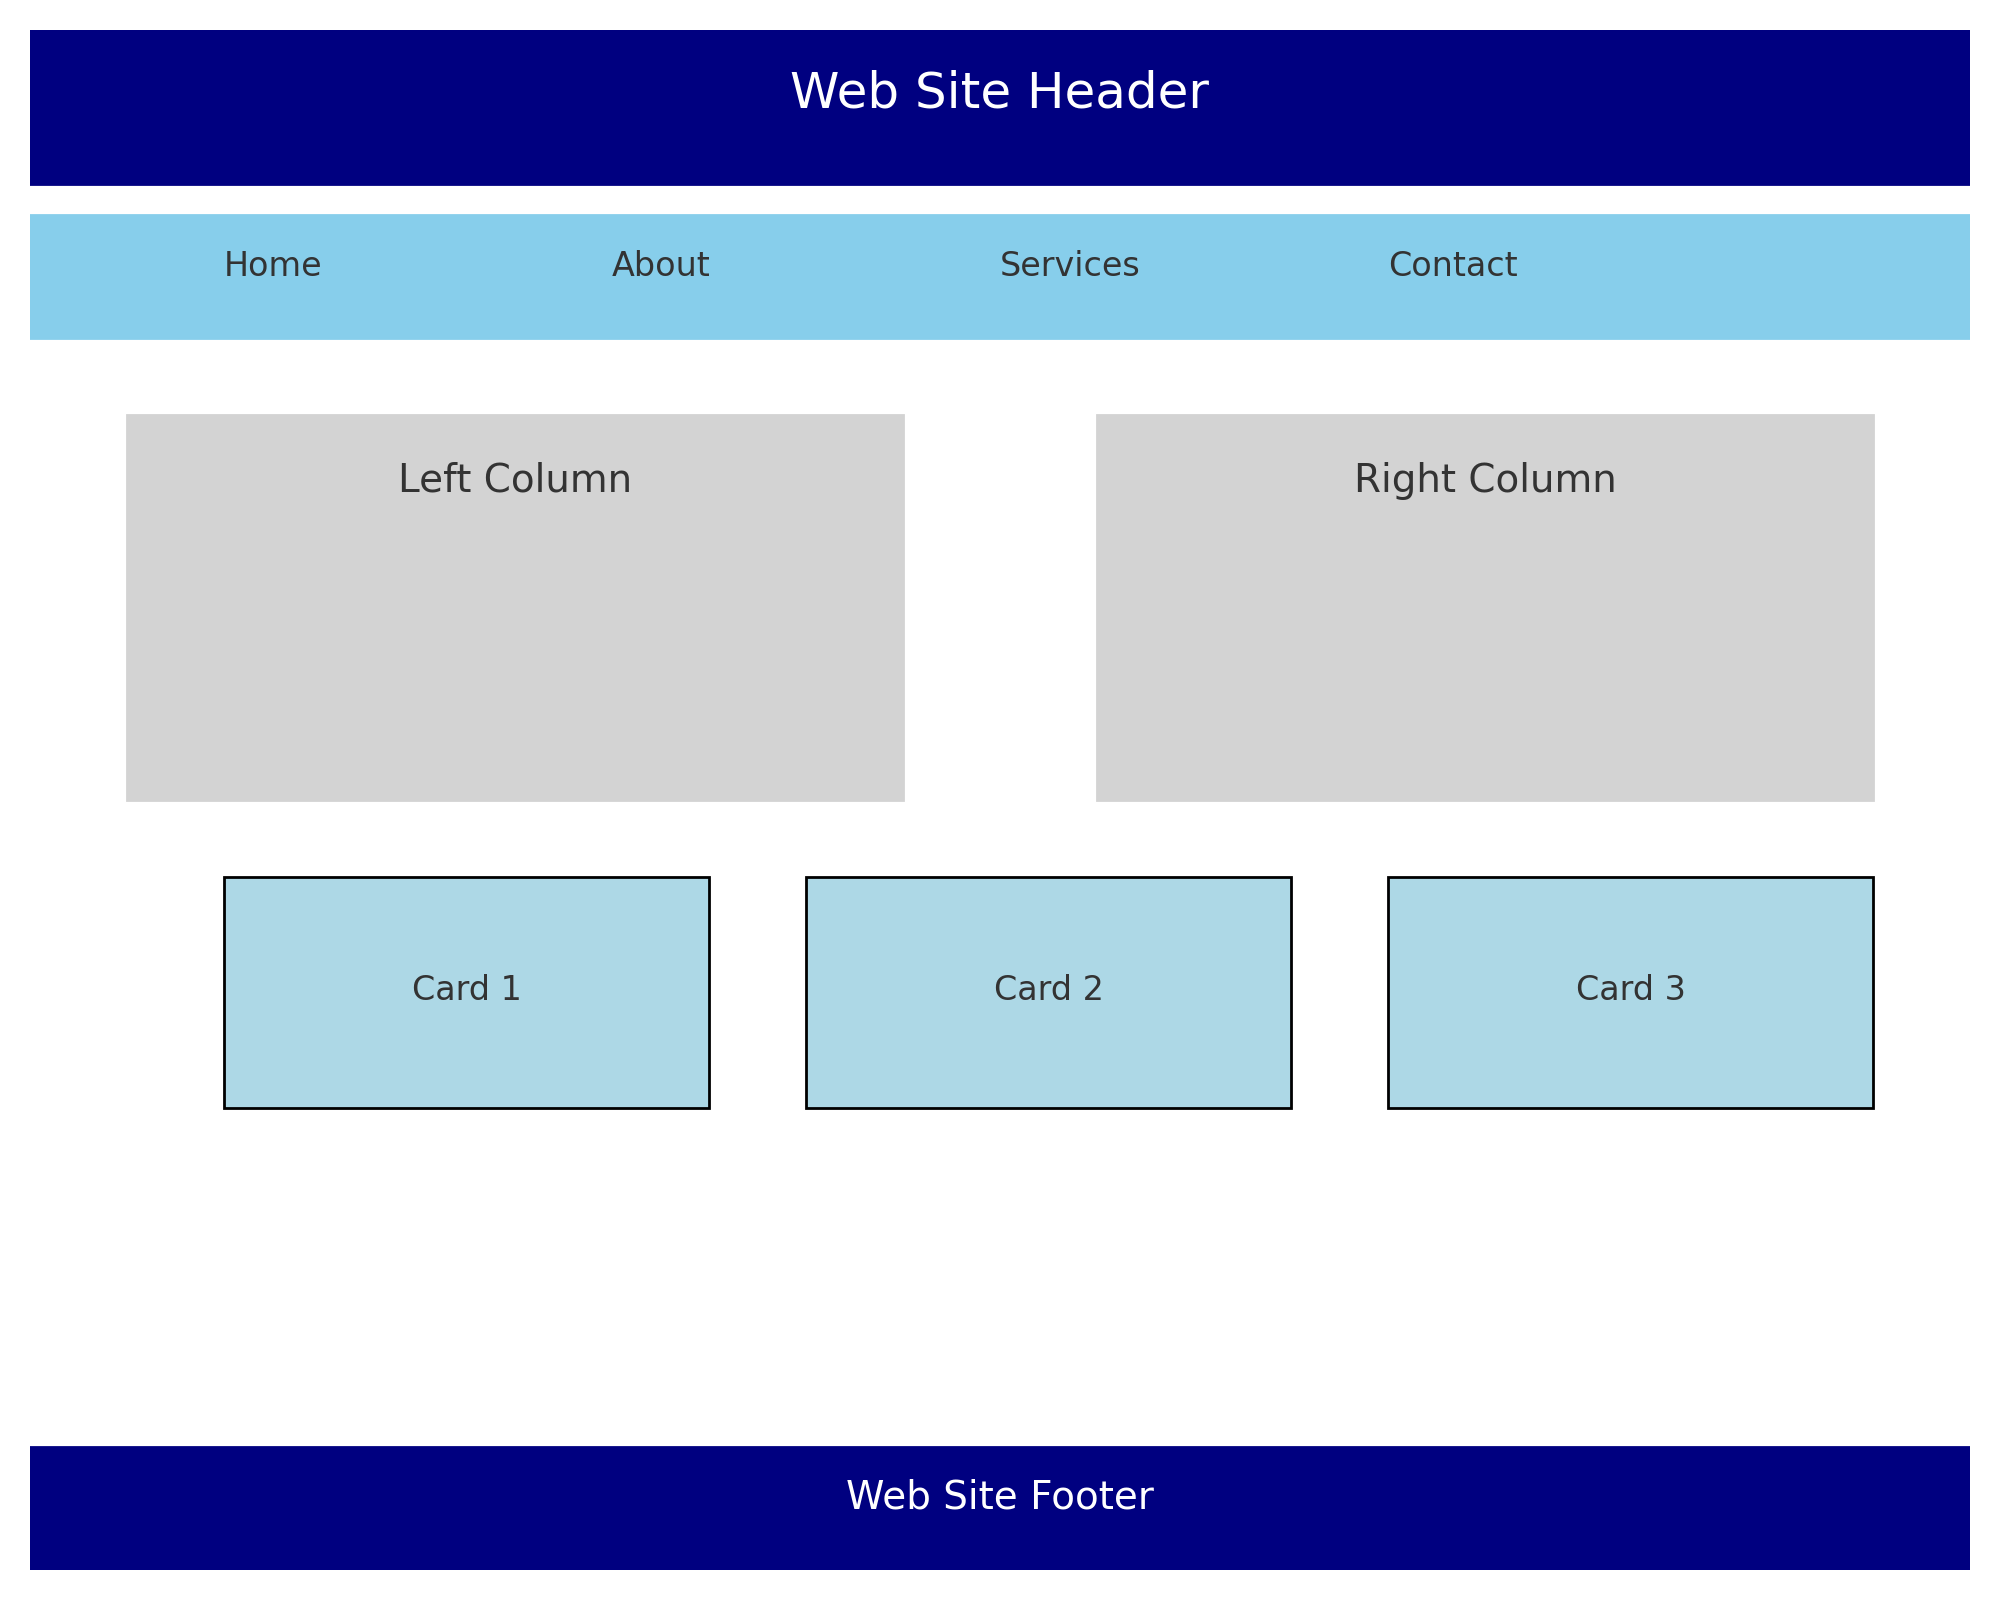 Web Site Header
Home About Services Contact
Left Column Right Column
Card 1 Card 2 Card 3
Web Site Footer